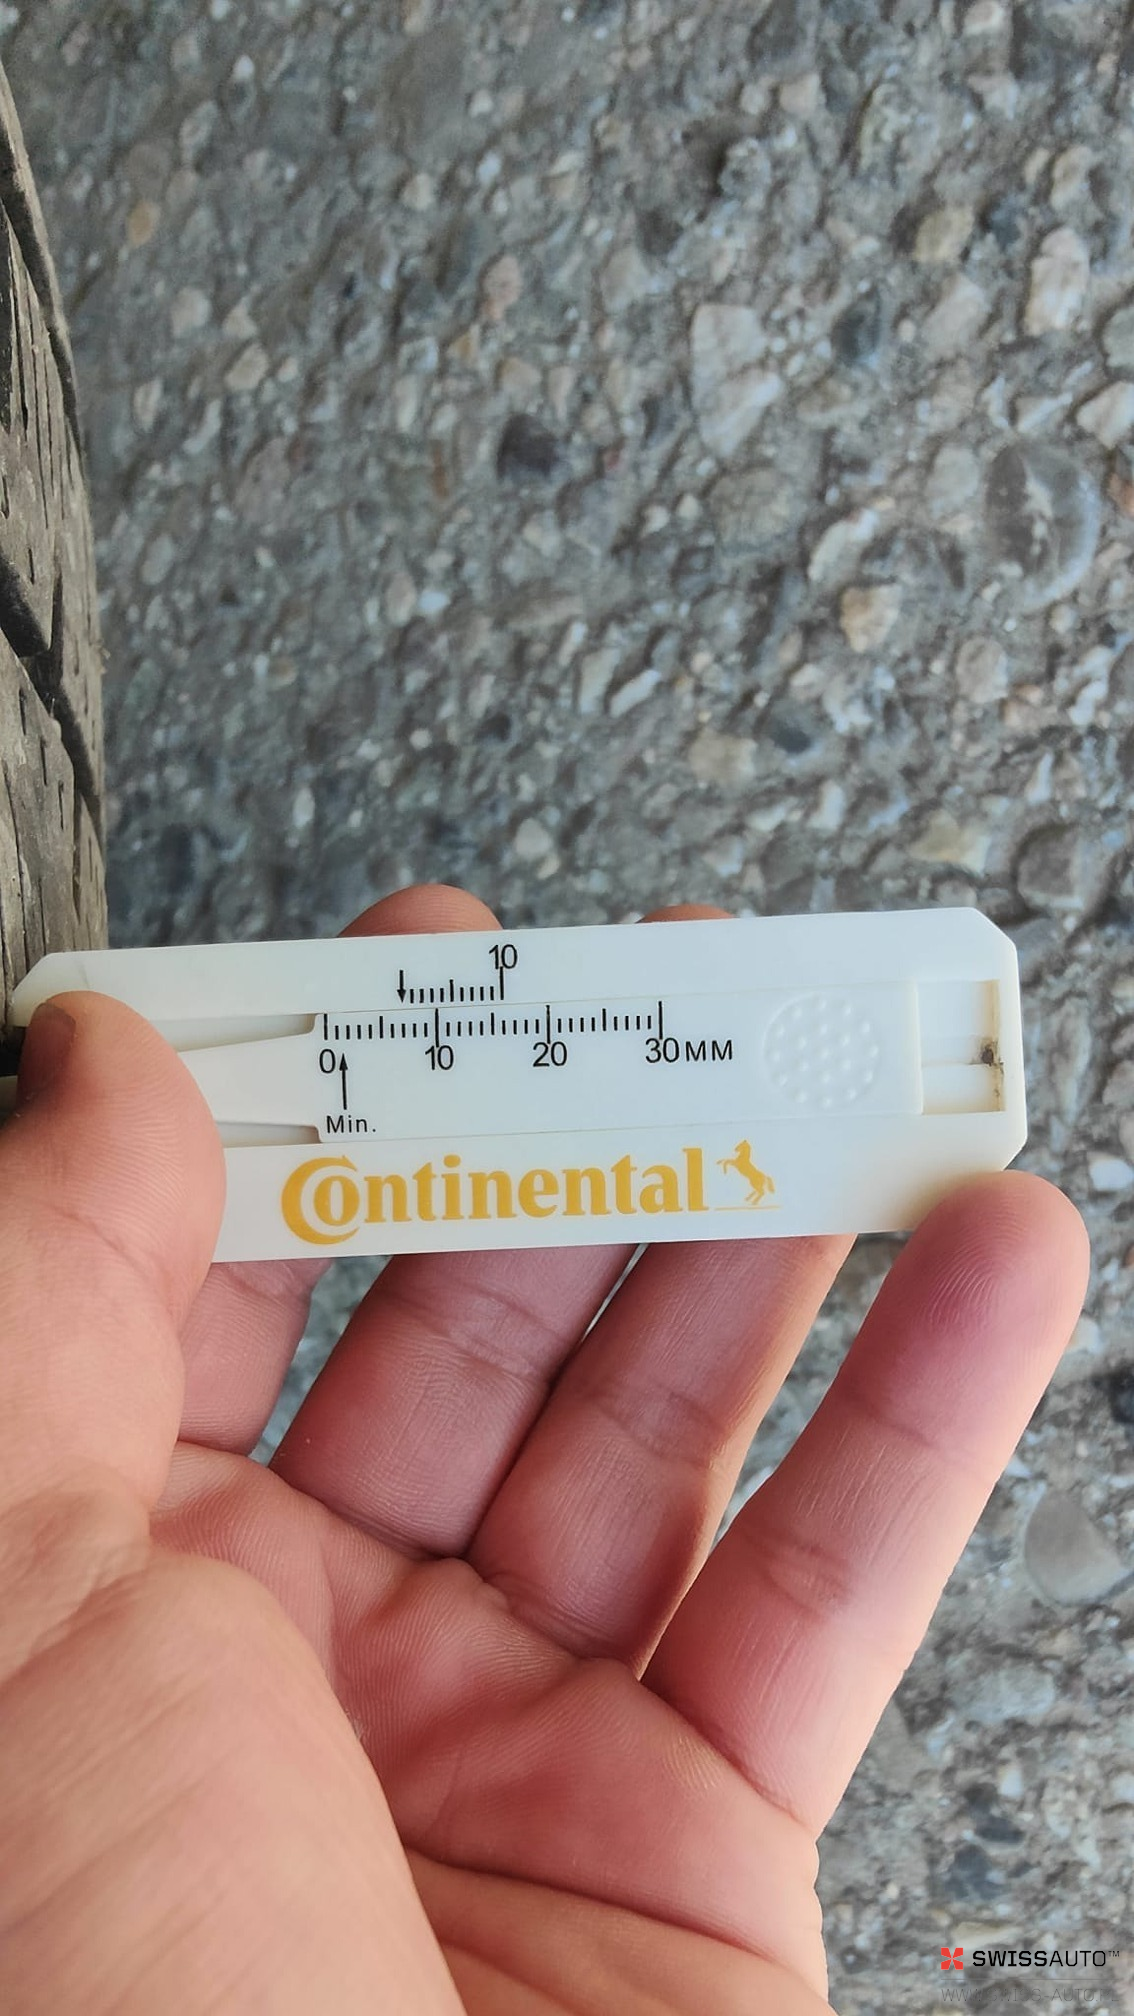 10
0 10 20 30MM
Min.
Continental
SWISSAUTO™